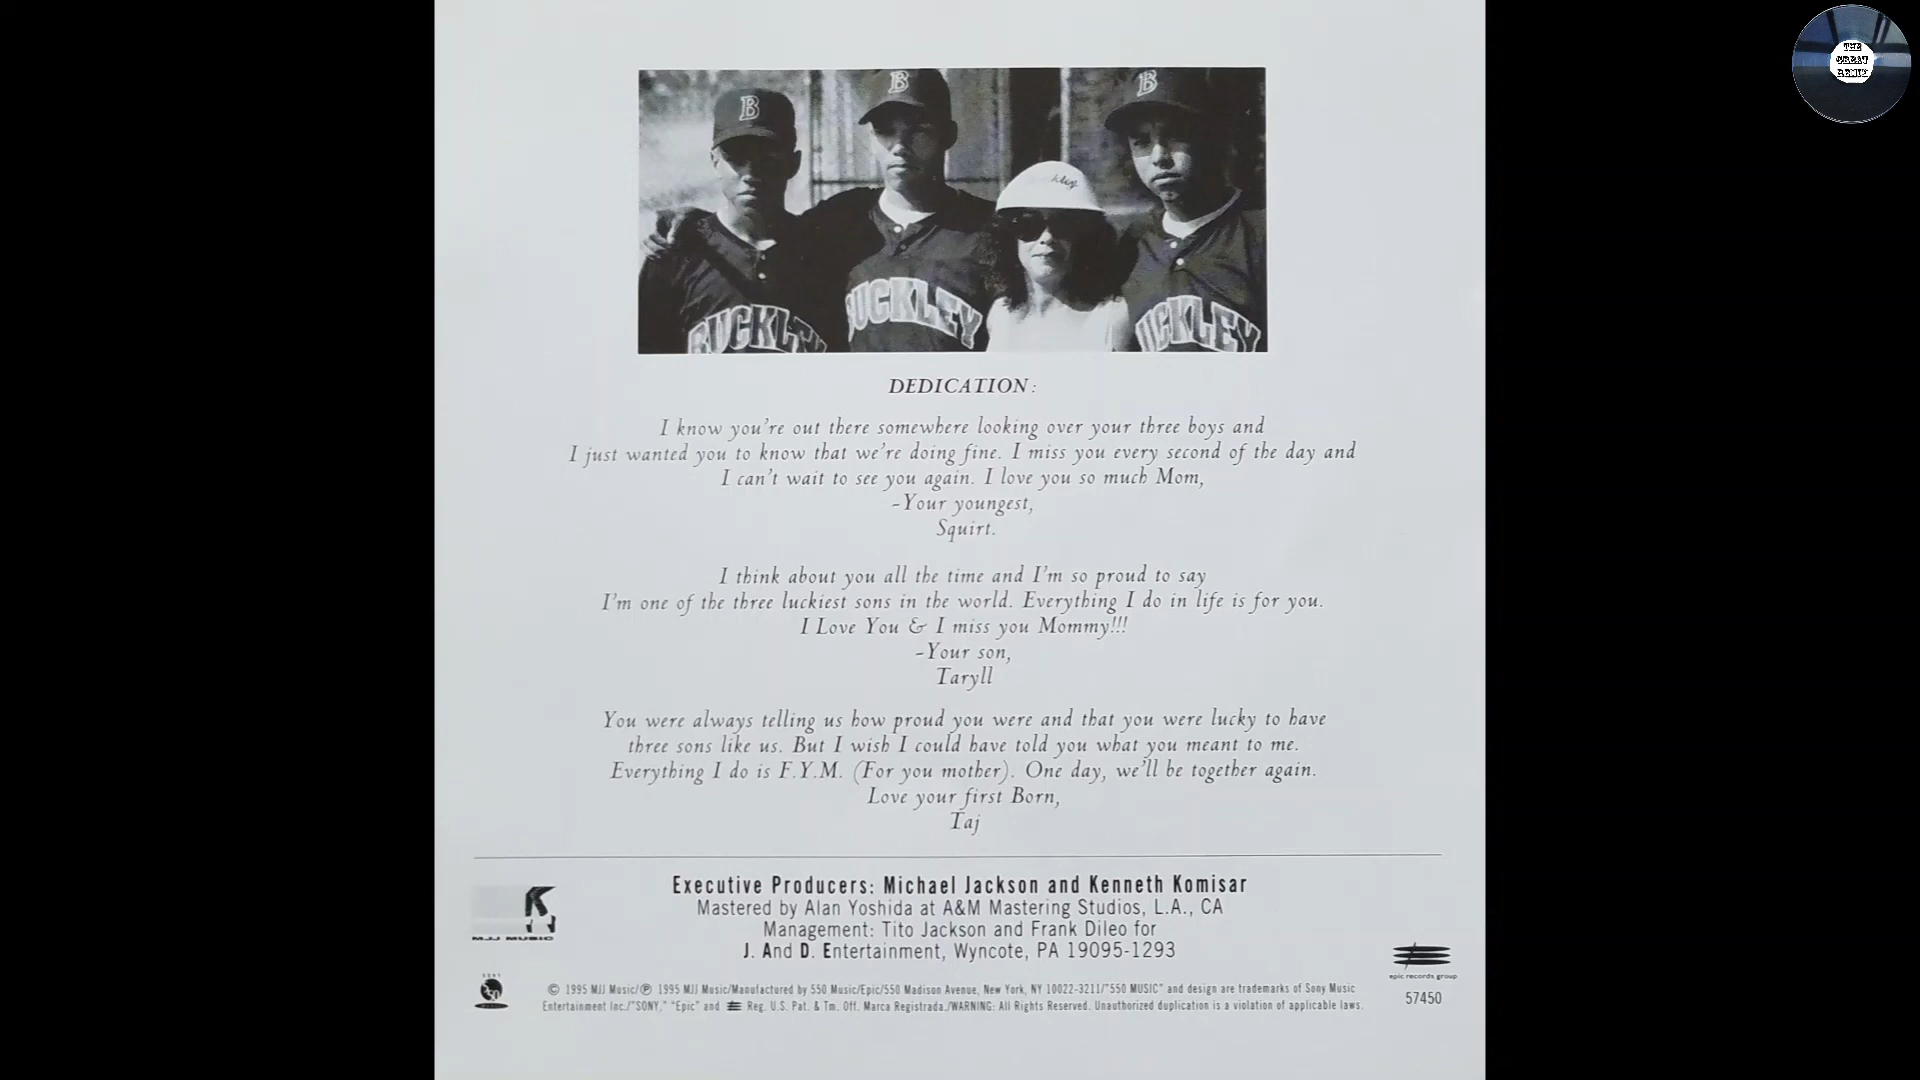 THE
GREAT
REMIX
B
B
B
BUCKLEY
BUCKLEY
BUCKLEY
DEDICATION:
I know you're out there somewhere looking over your three boys and
I just wanted you to know that we're doing fine. I miss you every second of the day and
I can't wait to see you again. I love you so much Mom,
-Your youngest,
Squirt.
I think about you all the time and I'm so proud to say
I'm one of the three luckiest sons in the world. Everything I do in life is for you.
I Love You & I miss you Mommy!!!
-Your son,
Taryll
You were always telling us how proud you were and that you were lucky to have
three sons like us. But I wish I could have told you what you meant to me.
Everything I do is F.Y.M. (For you mother). One day, we'll be together again.
Love your first Born,
Taj
Executive Producers: Michael Jackson and Kenneth Komisar
Mastered by Alan Yoshida at A&M Mastering Studios, L.A., CA
Management: Tito Jackson and Frank Dileo for
J. And D. Entertainment, Wyncote, PA 19095-1293
MJJ MUSIC
epic records group
57450
SONY
550
© 1995 MJJ Music/℗ 1995 MJJ Music/Manufactured by 550 Music/Epic/550 Madison Avenue, New York, NY 10022-3211/"550 MUSIC" and design are trademarks of Sony Music
Entertainment Inc./"SONY," "Epic" and Reg. U.S. Pat. & Tm. Off. Marca Registrada./WARNING: All Rights Reserved. Unauthorized duplication is a violation of applicable laws.